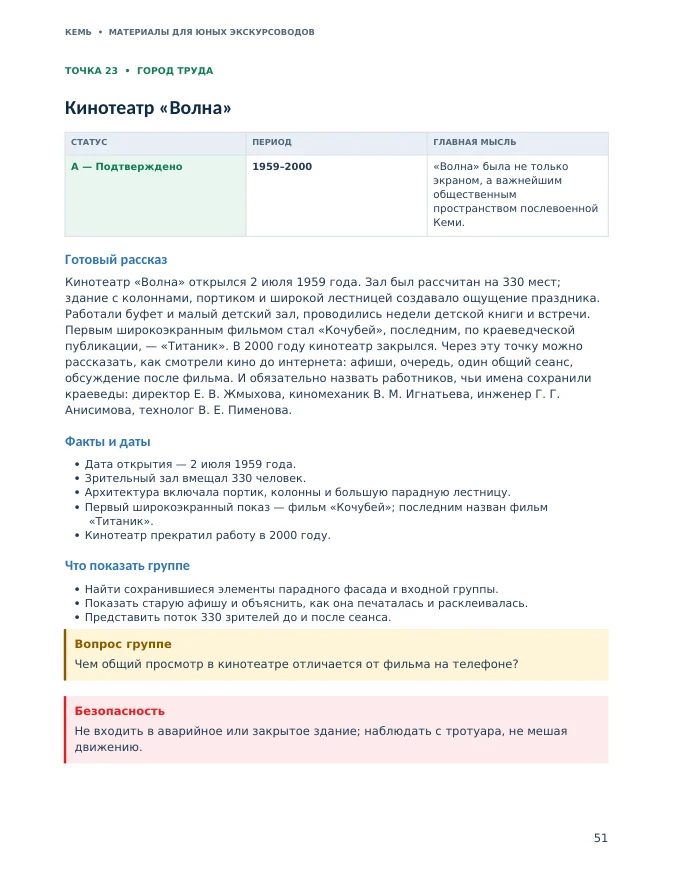 КЕМЬ • МАТЕРИАЛЫ ДЛЯ ЮНЫХ ЭКСКУРСОВОДОВ
ТОЧКА 23 • ГОРОД ТРУДА
Кинотеатр «Волна»
СТАТУС ПЕРИОД ГЛАВНАЯ МЫСЛЬ
А — Подтверждено 1959–2000 «Волна» была не только
экраном, а важнейшим
общественным
пространством послевоенной
Кеми.
Готовый рассказ
Кинотеатр «Волна» открылся 2 июля 1959 года. Зал был рассчитан на 330 мест;
здание с колоннами, портиком и широкой лестницей создавало ощущение праздника.
Работали буфет и малый детский зал, проводились недели детской книги и встречи.
Первым широкоэкранным фильмом стал «Кочубей», последним, по краеведческой
публикации, — «Титаник». В 2000 году кинотеатр закрылся. Через эту точку можно
рассказать, как смотрели кино до интернета: афиши, очередь, один общий сеанс,
обсуждение после фильма. И обязательно назвать работников, чьи имена сохранили
краеведы: директор Е. В. Жмыхова, киномеханик В. М. Игнатьева, инженер Г. Г.
Анисимова, технолог В. Е. Пименова.
Факты и даты
• Дата открытия — 2 июля 1959 года.
• Зрительный зал вмещал 330 человек.
• Архитектура включала портик, колонны и большую парадную лестницу.
• Первый широкоэкранный показ — фильм «Кочубей»; последним назван фильм
«Титаник».
• Кинотеатр прекратил работу в 2000 году.
Что показать группе
• Найти сохранившиеся элементы парадного фасада и входной группы.
• Показать старую афишу и объяснить, как она печаталась и расклеивалась.
• Представить поток 330 зрителей до и после сеанса.
Вопрос группе
Чем общий просмотр в кинотеатре отличается от фильма на телефоне?
Безопасность
Не входить в аварийное или закрытое здание; наблюдать с тротуара, не мешая
движению.
51